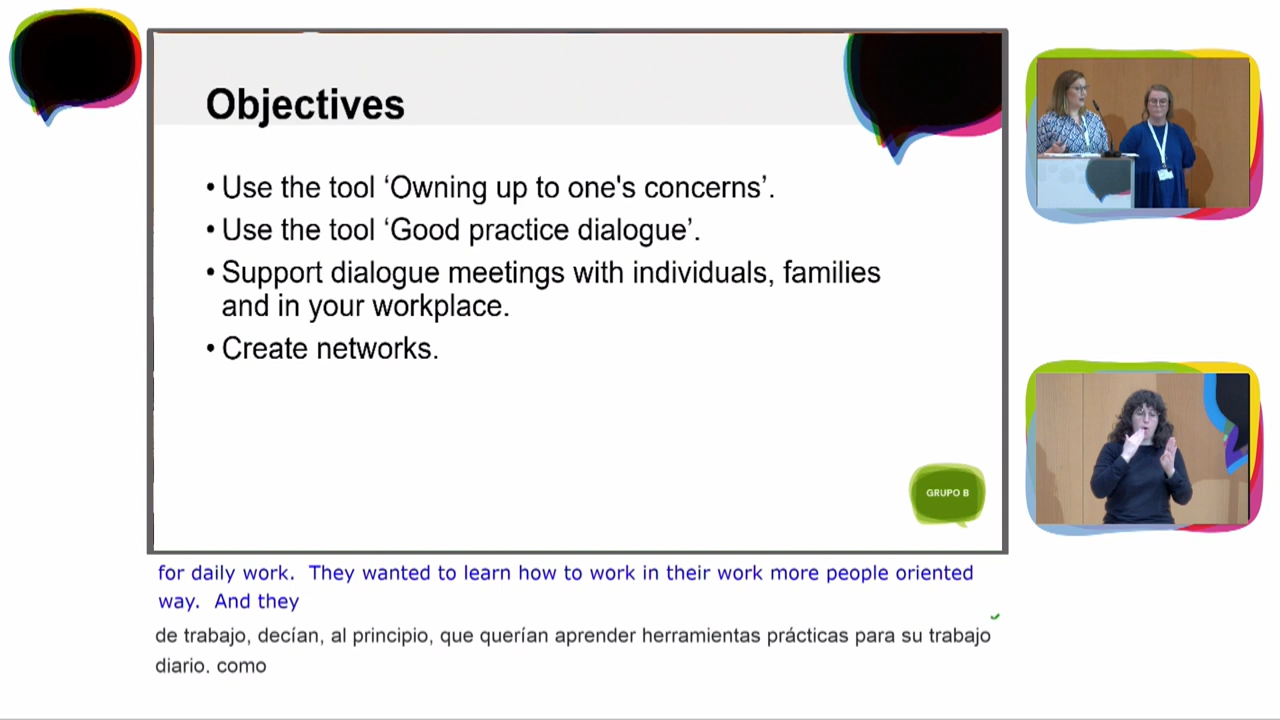 Objectives
• Use the tool ‘Owning up to one's concerns’.
• Use the tool ‘Good practice dialogue’.
• Support dialogue meetings with individuals, families
and in your workplace.
• Create networks.
GRUPO B
for daily work. They wanted to learn how to work in their work more people oriented
way. And they
de trabajo, decían, al principio, que querían aprender herramientas prácticas para su trabajo
diario. como